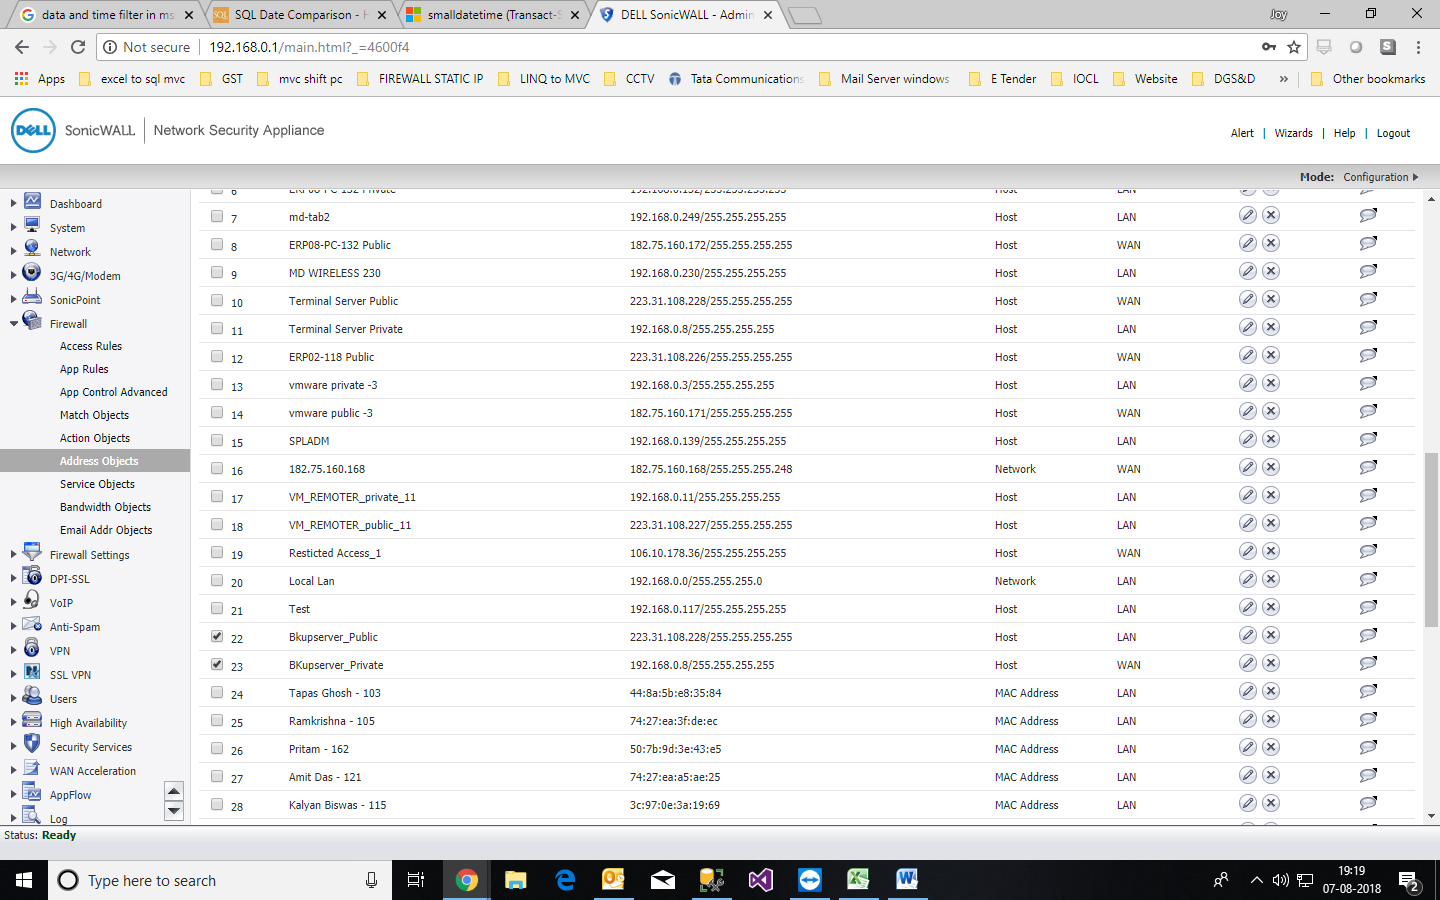 data and time filter in ms
SQL Date Comparison - H
smalldatetime (Transact-S
DELL SonicWALL - Admin
Joy
Not secure
192.168.0.1/main.html?_=4600f4
Apps
excel to sql mvc
GST
mvc shift pc
FIREWALL STATIC IP
LINQ to MVC
CCTV
Tata Communications
Mail Server windows
E Tender
IOCL
Website
DGS&D
»
Other bookmarks
DELL SonicWALL | Network Security Appliance
Alert | Wizards | Help | Logout
Mode: Configuration
Dashboard
System
Network
3G/4G/Modem
SonicPoint
Firewall
Access Rules
App Rules
App Control Advanced
Match Objects
Action Objects
Address Objects
Service Objects
Bandwidth Objects
Email Addr Objects
Firewall Settings
DPI-SSL
VoIP
Anti-Spam
VPN
SSL VPN
Users
High Availability
Security Services
WAN Acceleration
AppFlow
Log
6 ERP08-PC-132 Private 192.168.0.132/255.255.255.255 Host LAN
7 md-tab2 192.168.0.249/255.255.255.255 Host LAN
8 ERP08-PC-132 Public 182.75.160.172/255.255.255.255 Host WAN
9 MD WIRELESS 230 192.168.0.230/255.255.255.255 Host LAN
10 Terminal Server Public 223.31.108.228/255.255.255.255 Host WAN
11 Terminal Server Private 192.168.0.8/255.255.255.255 Host LAN
12 ERP02-118 Public 223.31.108.226/255.255.255.255 Host WAN
13 vmware private -3 192.168.0.3/255.255.255.255 Host LAN
14 vmware public -3 182.75.160.171/255.255.255.255 Host WAN
15 SPLADM 192.168.0.139/255.255.255.255 Host LAN
16 182.75.160.168 182.75.160.168/255.255.255.248 Network WAN
17 VM_REMOTER_private_11 192.168.0.11/255.255.255.255 Host LAN
18 VM_REMOTER_public_11 223.31.108.227/255.255.255.255 Host LAN
19 Resticted Access_1 106.10.178.36/255.255.255.255 Host WAN
20 Local Lan 192.168.0.0/255.255.255.0 Network LAN
21 Test 192.168.0.117/255.255.255.255 Host LAN
22 Bkupserver_Public 223.31.108.228/255.255.255.255 Host LAN
23 BKupserver_Private 192.168.0.8/255.255.255.255 Host WAN
24 Tapas Ghosh - 103 44:8a:5b:e8:35:84 MAC Address LAN
25 Ramkrishna - 105 74:27:ea:3f:de:ec MAC Address LAN
26 Pritam - 162 50:7b:9d:3e:43:e5 MAC Address LAN
27 Amit Das - 121 74:27:ea:a5:ae:25 MAC Address LAN
28 Kalyan Biswas - 115 3c:97:0e:3a:19:69 MAC Address LAN
Status: Ready
Type here to search
19:19
07-08-2018
2